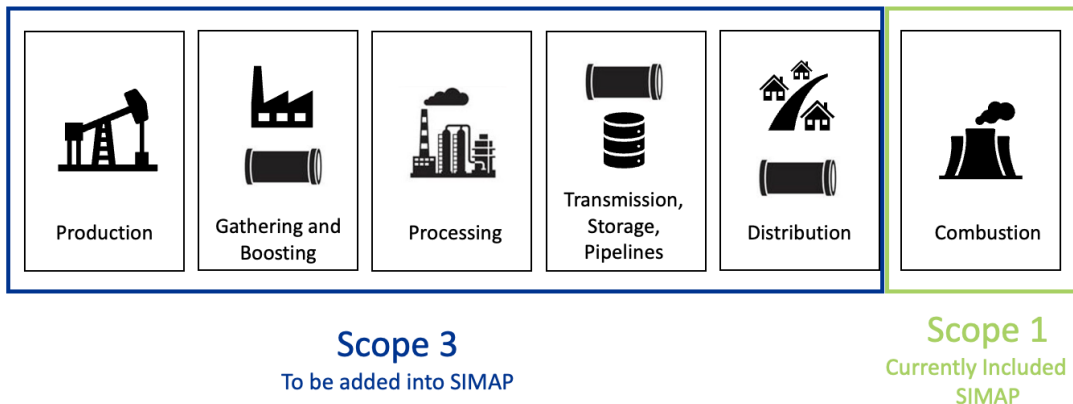 Production
Gathering and
Boosting
Processing
Transmission,
Storage,
Pipelines
Distribution
Combustion
Scope 3
To be added into SIMAP
Scope 1
Currently Included
SIMAP